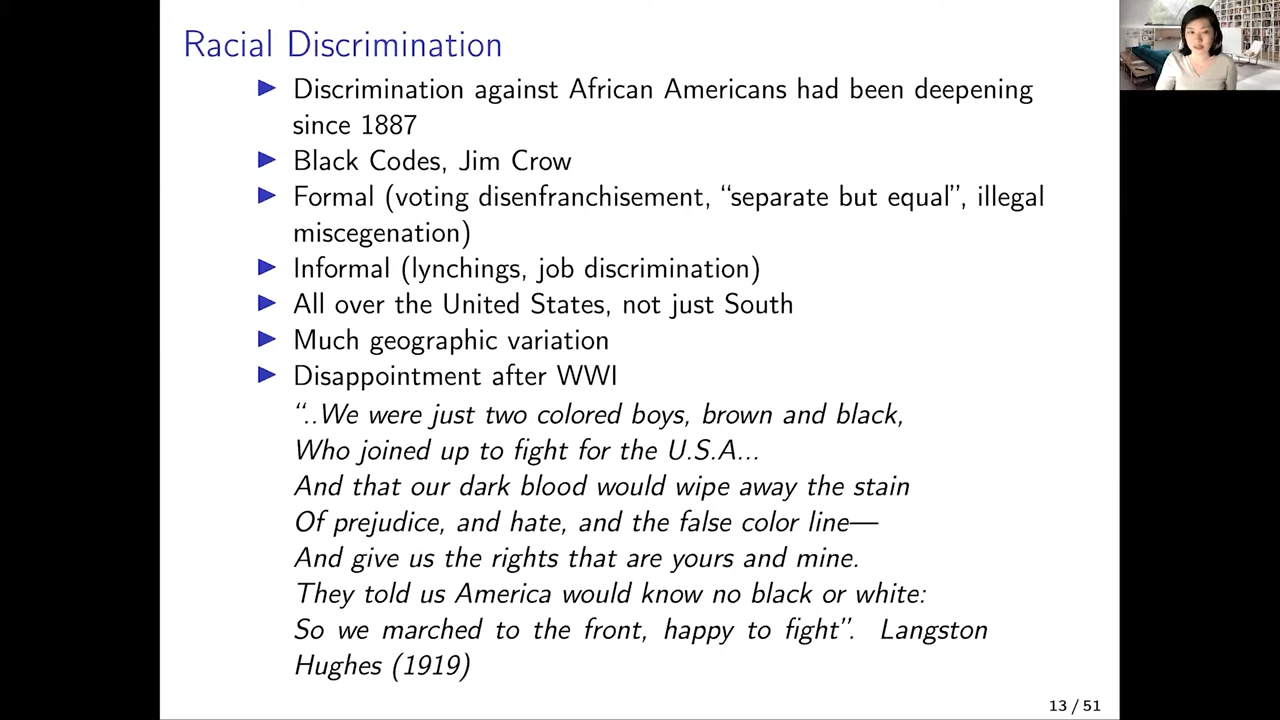 Racial Discrimination
▶ Discrimination against African Americans had been deepening
since 1887
▶ Black Codes, Jim Crow
▶ Formal (voting disenfranchisement, “separate but equal”, illegal
miscegenation)
▶ Informal (lynchings, job discrimination)
▶ All over the United States, not just South
▶ Much geographic variation
▶ Disappointment after WWI
“..We were just two colored boys, brown and black,
Who joined up to fight for the U.S.A...
And that our dark blood would wipe away the stain
Of prejudice, and hate, and the false color line—
And give us the rights that are yours and mine.
They told us America would know no black or white:
So we marched to the front, happy to fight”. Langston
Hughes (1919)
13 / 51